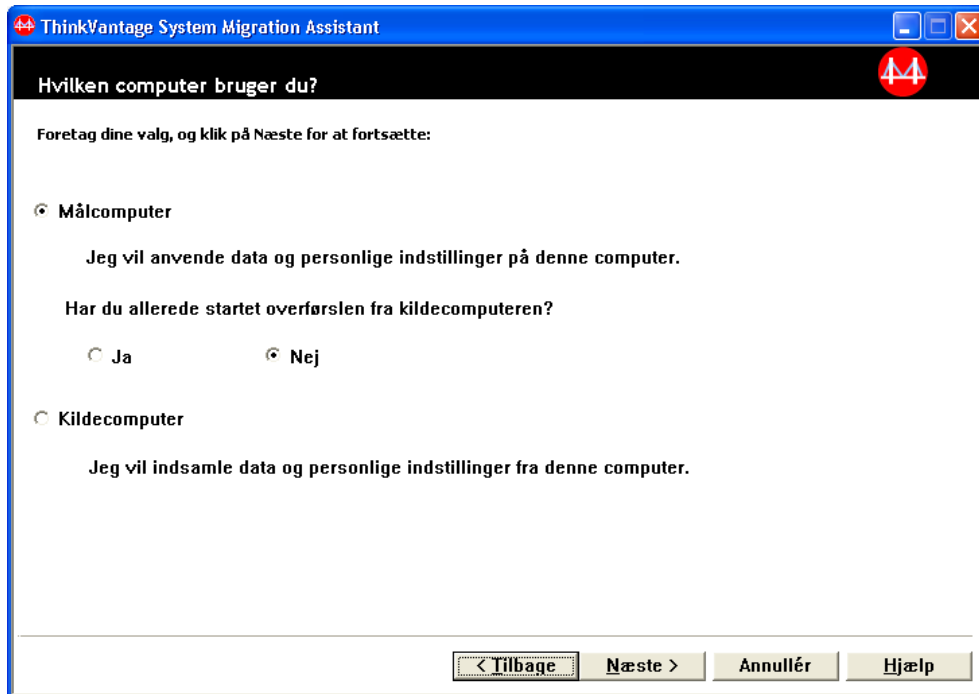 ThinkVantage System Migration Assistant
Hvilken computer bruger du?
Foretag dine valg, og klik på Næste for at fortsætte:
Målcomputer
Jeg vil anvende data og personlige indstillinger på denne computer.
Har du allerede startet overførslen fra kildecomputeren?
Ja Nej
Kildecomputer
Jeg vil indsamle data og personlige indstillinger fra denne computer.
< Tilbage Næste > Annullér Hjælp